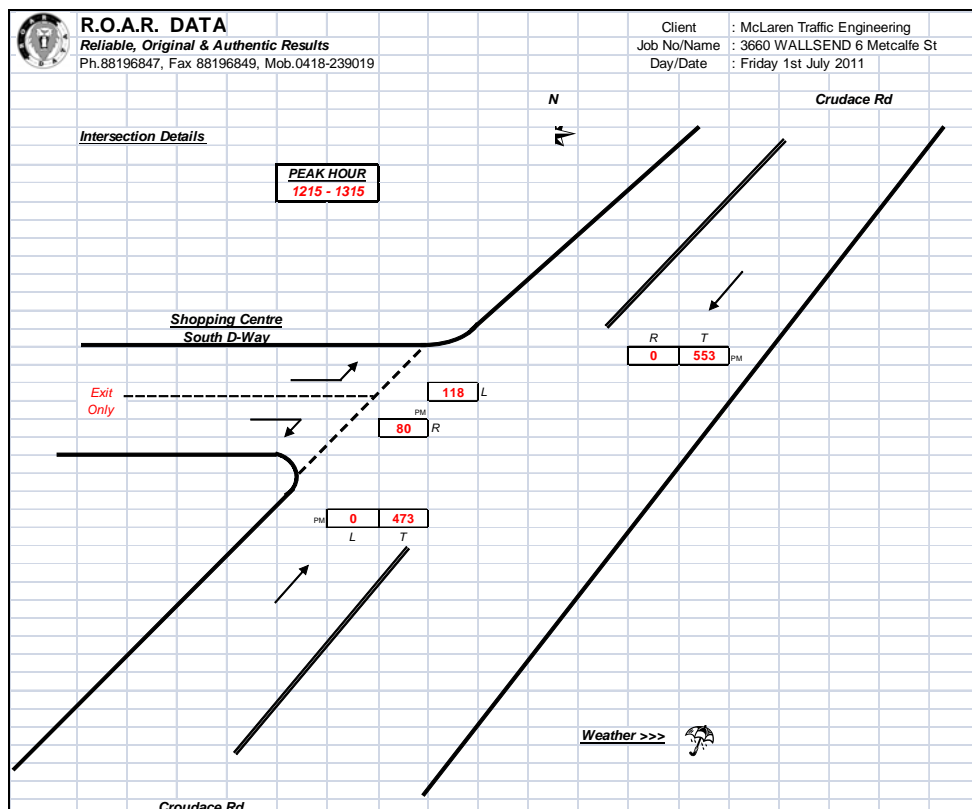 R.O.A.R. DATA
Reliable, Original & Authentic Results
Ph.88196847, Fax 88196849, Mob.0418-239019
Client : McLaren Traffic Engineering
Job No/Name : 3660 WALLSEND 6 Metcalfe St
Day/Date : Friday 1st July 2011
N
Crudace Rd
Intersection Details
PEAK HOUR
1215 - 1315
Shopping Centre
South D-Way
R T
0 553 PM
Exit
Only
118 L
PM
80 R
PM 0 473
L T
Weather >>>
Croudace Rd